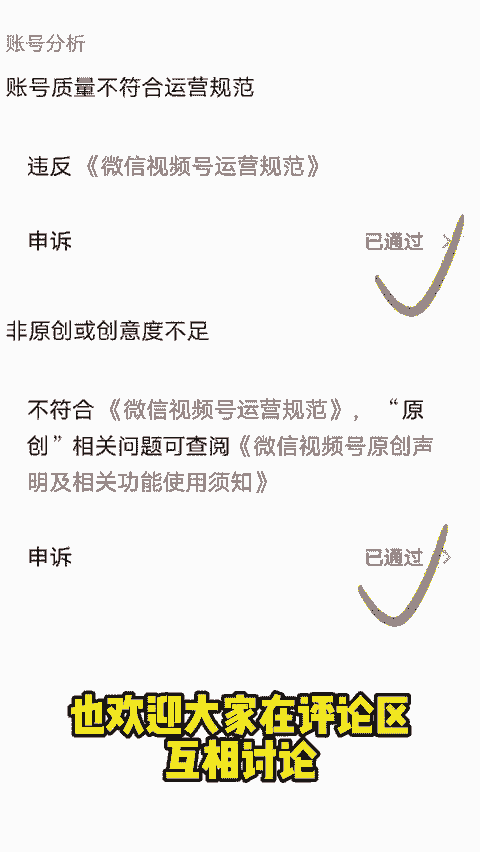 账号分析
账号质量不符合运营规范
违反《微信视频号运营规范》
申诉 已通过
非原创或创意度不足
不符合《微信视频号运营规范》，“原
创”相关问题可查阅《微信视频号原创声
明及相关功能使用须知》
申诉 已通过
也欢迎大家在评论区
互相讨论